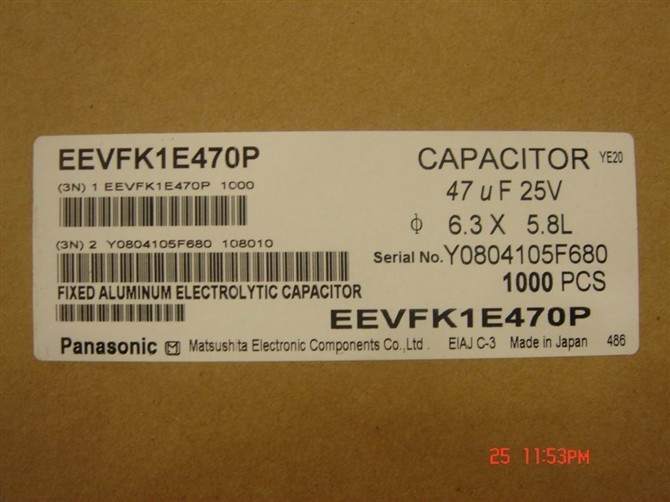 EEVFK1E470P
CAPACITOR YE20
(3N) 1 EEVFK1E470P 1000
47 uF 25V
ϕ 6.3 X 5.8L
(3N) 2 Y0804105F680 108010
Serial No. Y0804105F680
1000 PCS
FIXED ALUMINUM ELECTROLYTIC CAPACITOR
EEVFK1E470P
Panasonic M Matsushita Electronic Components Co.,Ltd. EIAJ C-3 Made in Japan 486
25 11:53PM